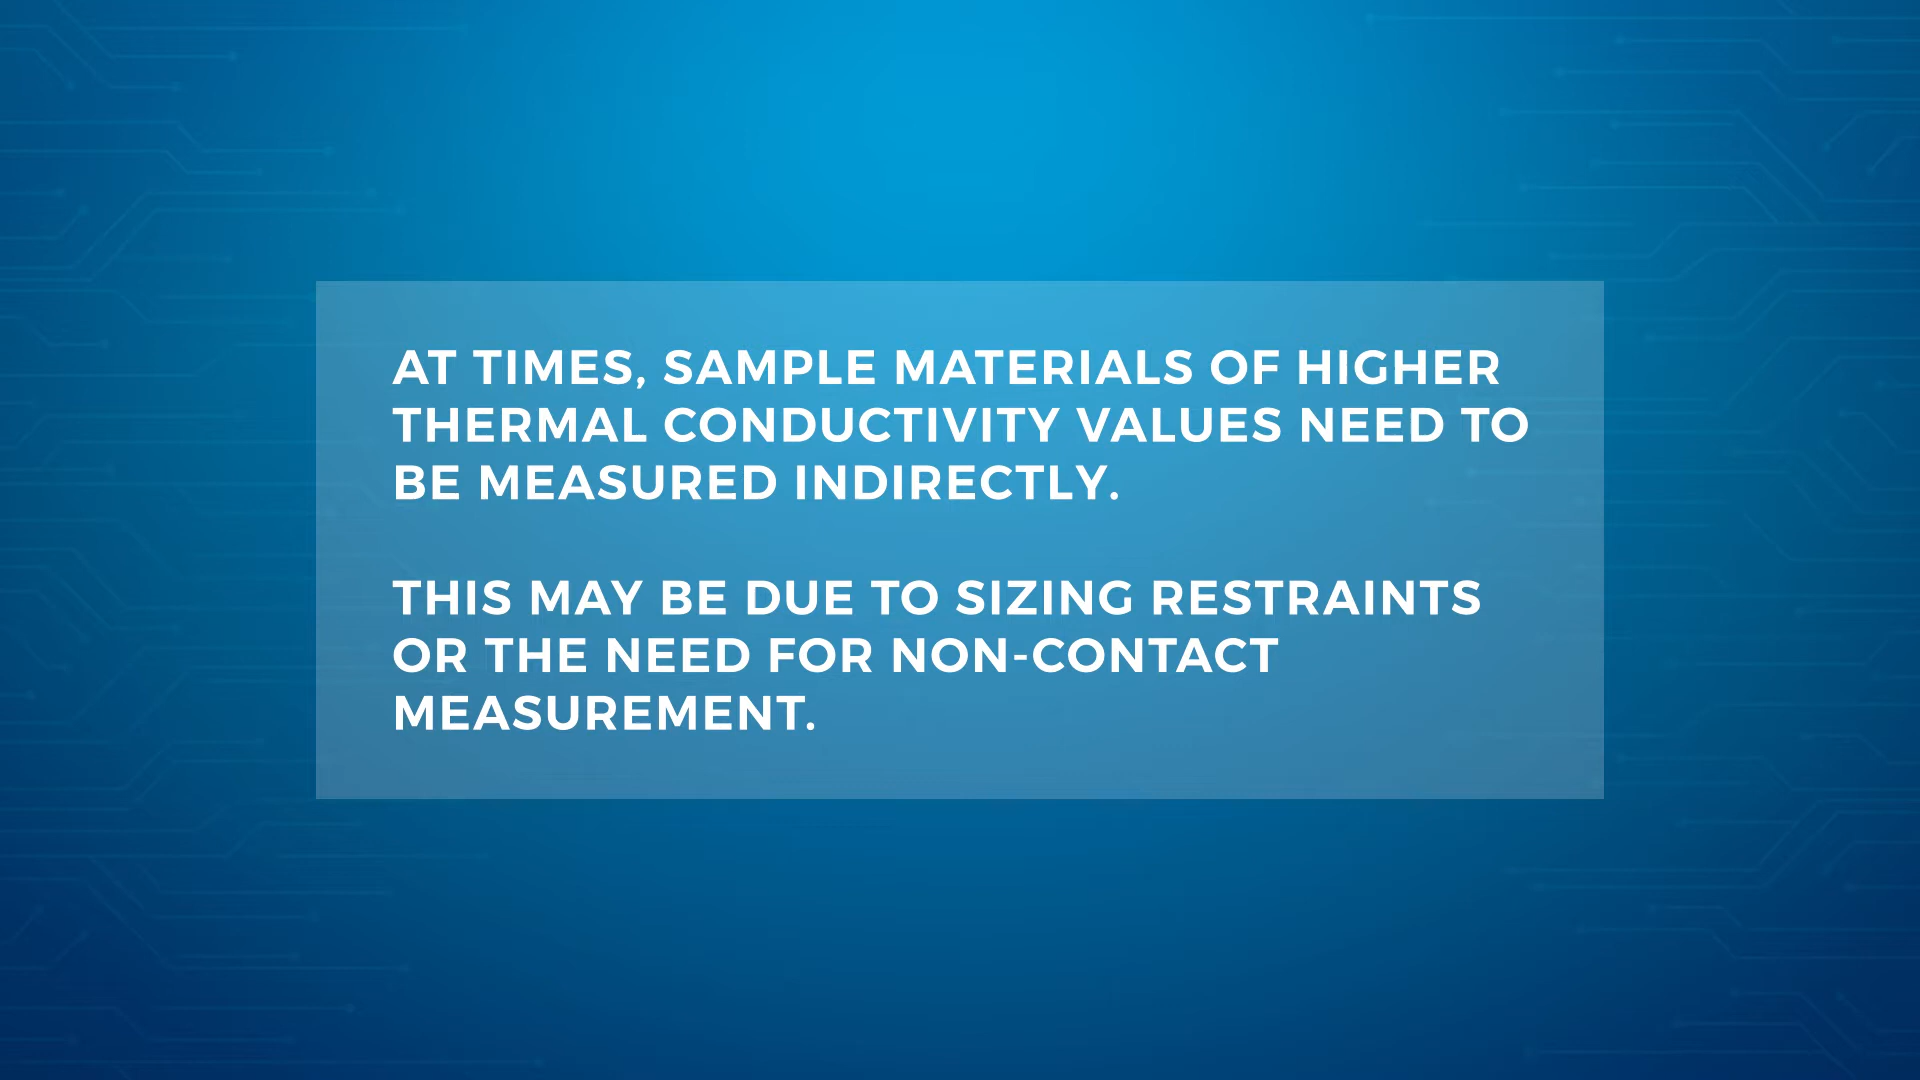 AT TIMES, SAMPLE MATERIALS OF HIGHER
THERMAL CONDUCTIVITY VALUES NEED TO
BE MEASURED INDIRECTLY.
THIS MAY BE DUE TO SIZING RESTRAINTS
OR THE NEED FOR NON-CONTACT
MEASUREMENT.